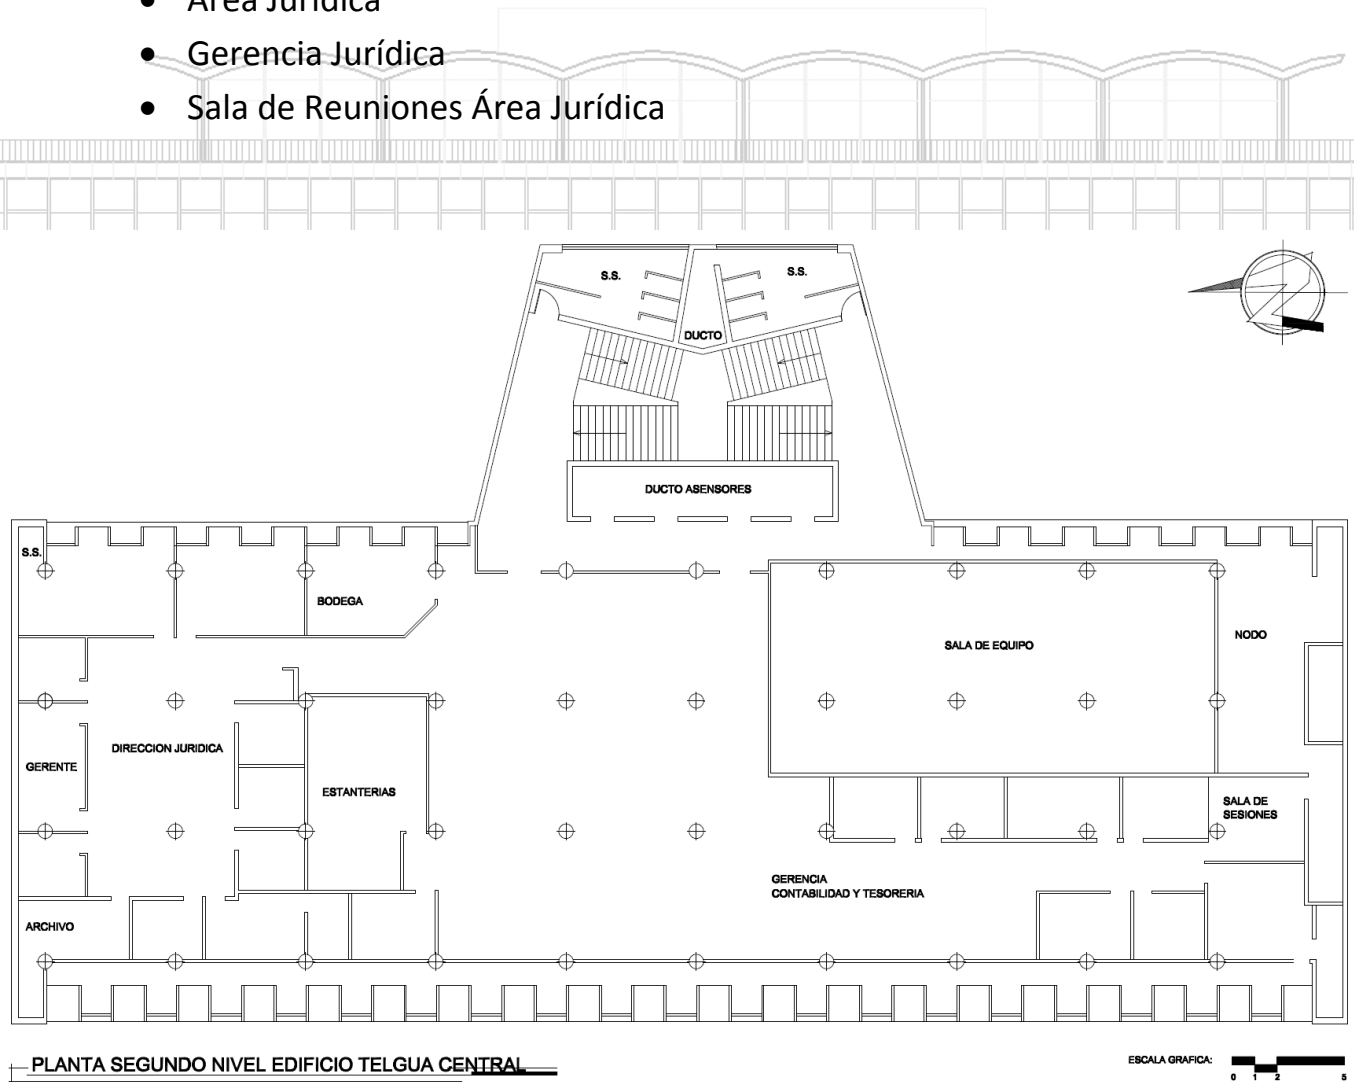 • Área Jurídica
• Gerencia Jurídica
• Sala de Reuniones Área Jurídica
S.S.
S.S.
DUCTO
DUCTO ASENSORES
S.S.
BODEGA
NODO
SALA DE EQUIPO
DIRECCION JURIDICA
GERENTE
ESTANTERIAS
SALA DE
SESIONES
GERENCIA
CONTABILIDAD Y TESORERIA
ARCHIVO
PLANTA SEGUNDO NIVEL EDIFICIO TELGUA CENTRAL
ESCALA GRAFICA:
0 1 2 5